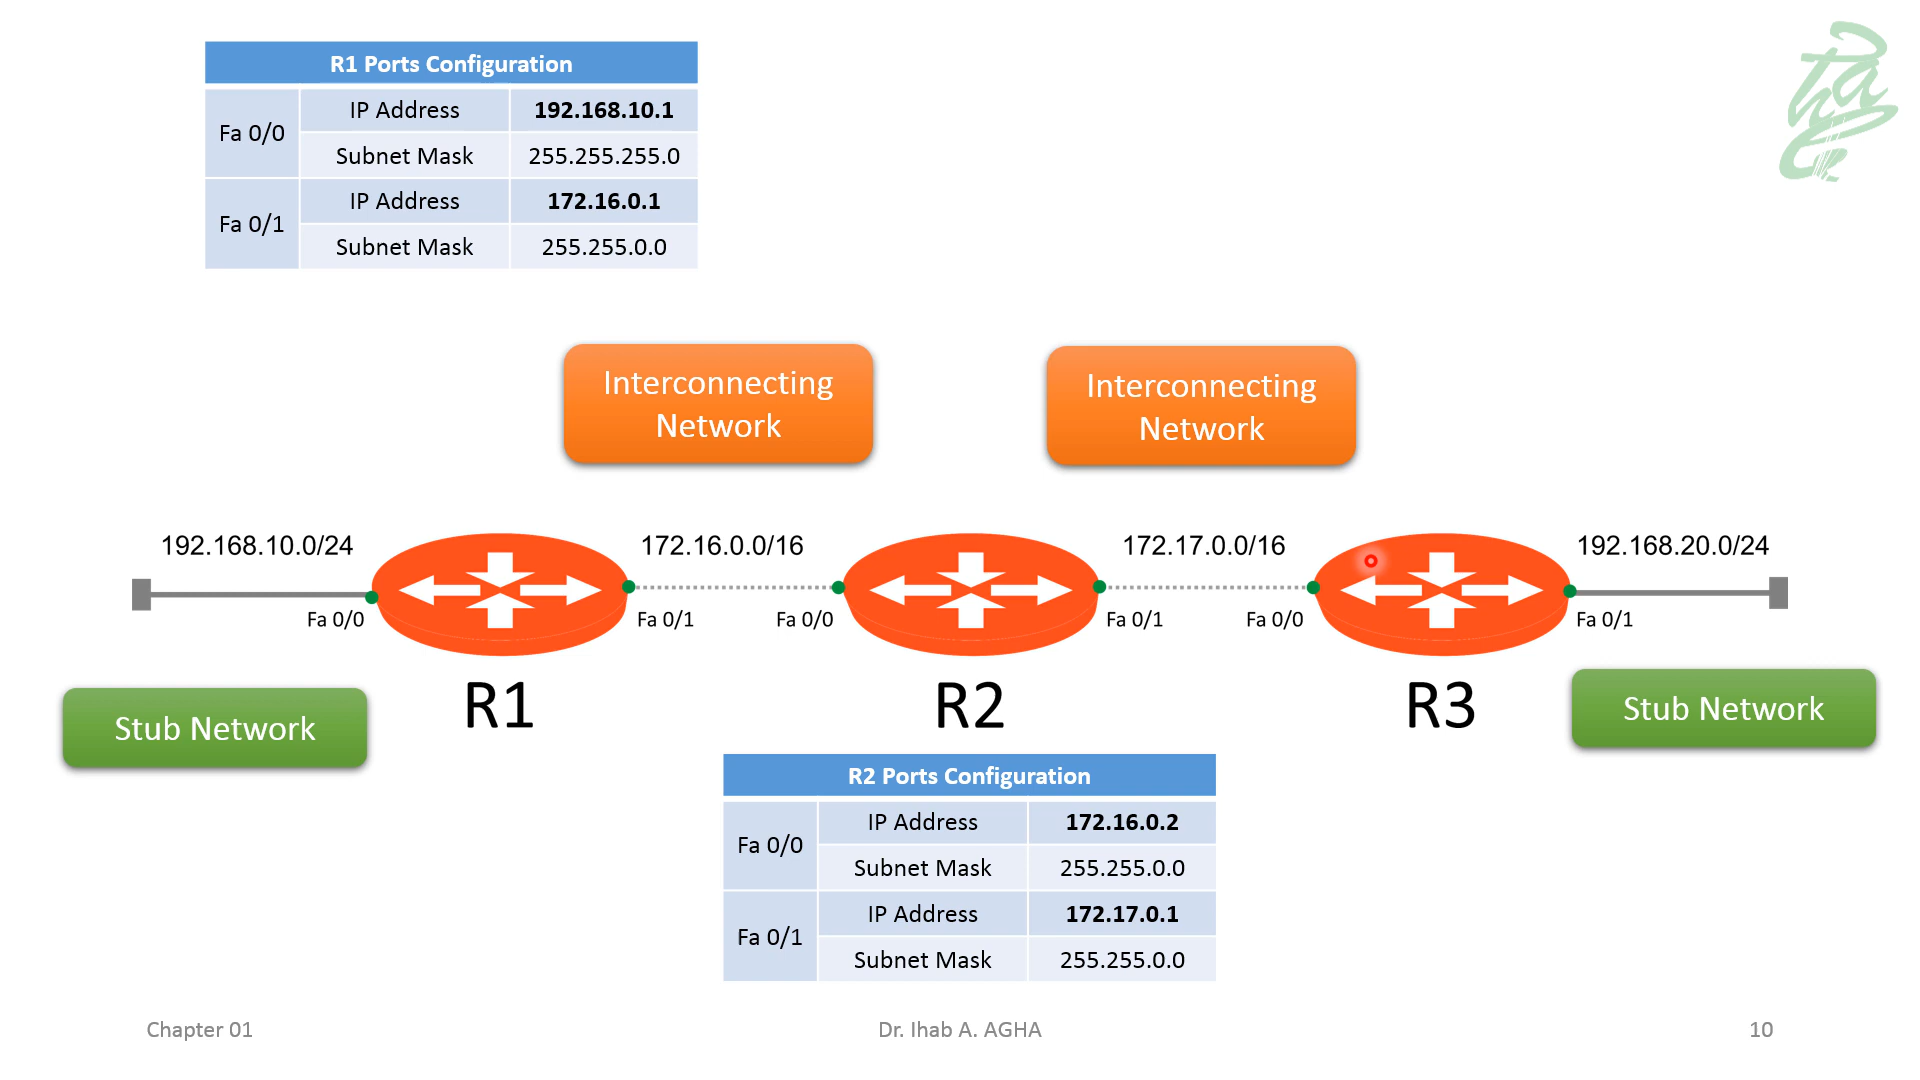 R1 Ports Configuration
Fa 0/0
IP Address 192.168.10.1
Subnet Mask 255.255.255.0
Fa 0/1
IP Address 172.16.0.1
Subnet Mask 255.255.0.0
Interconnecting
Network
Interconnecting
Network
192.168.10.0/24 172.16.0.0/16 172.17.0.0/16 192.168.20.0/24
Fa 0/0 Fa 0/1 Fa 0/0 Fa 0/1 Fa 0/0 Fa 0/1
R1 R2 R3
Stub Network
Stub Network
R2 Ports Configuration
Fa 0/0
IP Address 172.16.0.2
Subnet Mask 255.255.0.0
Fa 0/1
IP Address 172.17.0.1
Subnet Mask 255.255.0.0
Chapter 01 Dr. Ihab A. AGHA 10